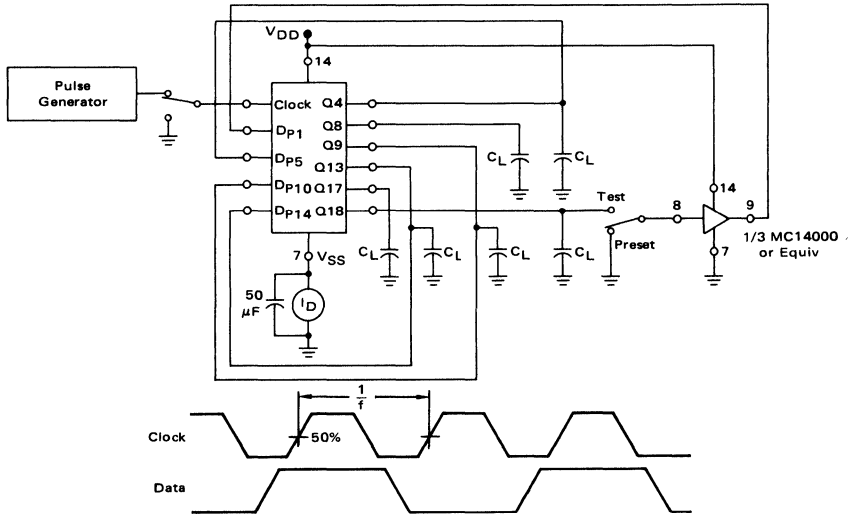 VDD
14
Pulse
Generator
Clock
DP1
DP5
DP10
DP14
Q4
Q8
Q9
Q13
Q17
Q18
CL
CL
CL
CL
CL
CL
7
VSS
50
μF
ID
Test
Preset
8
14
9
7
1/3 MC14000
or Equiv
1
f
Clock
50%
Data